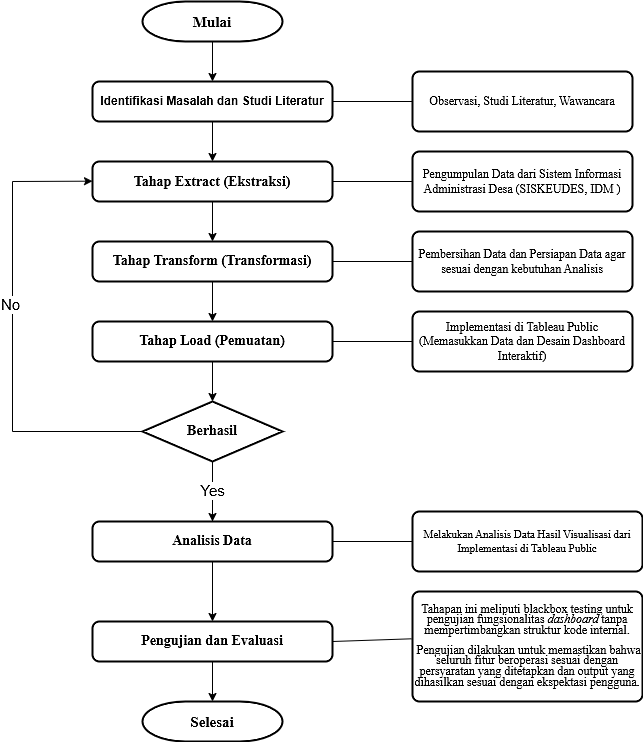 Mulai
Identifikasi Masalah dan Studi Literatur
Observasi, Studi Literatur, Wawancara
Tahap Extract (Ekstraksi)
Pengumpulan Data dari Sistem Informasi
Administrasi Desa (SISKEUDES, IDM )
Tahap Transform (Transformasi)
Pembersihan Data dan Persiapan Data agar
sesuai dengan kebutuhan Analisis
No
Tahap Load (Pemuatan)
Implementasi di Tableau Public
(Memasukkan Data dan Desain Dashboard
Interaktif)
Berhasil
Yes
Analisis Data
Melakukan Analisis Data Hasil Visualisasi dari
Implementasi di Tableau Public
Pengujian dan Evaluasi
Tahapan ini meliputi blackbox testing untuk
pengujian fungsionalitas dashboard tanpa
mempertimbangkan struktur kode internal.
Pengujian dilakukan untuk memastikan bahwa
seluruh fitur beroperasi sesuai dengan
persyaratan yang ditetapkan dan output yang
dihasilkan sesuai dengan ekspektasi pengguna.
Selesai